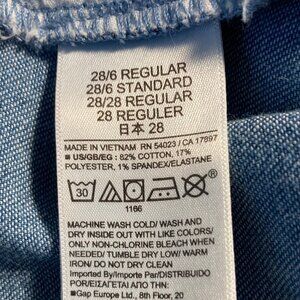 28/6 REGULAR
28/6 STANDARD
28/28 REGULAR
28 REGULER
日本 28
MADE IN VIETNAM RN 54023 / CA 17897
■ US/GB/EG: 82% COTTON, 17%
POLYESTER, 1% SPANDEX/ELASTANE
30
1166
MACHINE WASH COLD/ WASH AND
DRY INSIDE OUT WITH LIKE COLORS/
ONLY NON-CHLORINE BLEACH WHEN
NEEDED/ TUMBLE DRY LOW/ WARM
IRON/ DO NOT DRY CLEAN
Imported By/Importe Par/DISTRIBUIDO
POR/ΕΙΣΑΓΕΤΑΙ ΑΠΟ Του
■Gap Europe Ltd., 8th Floor, 20